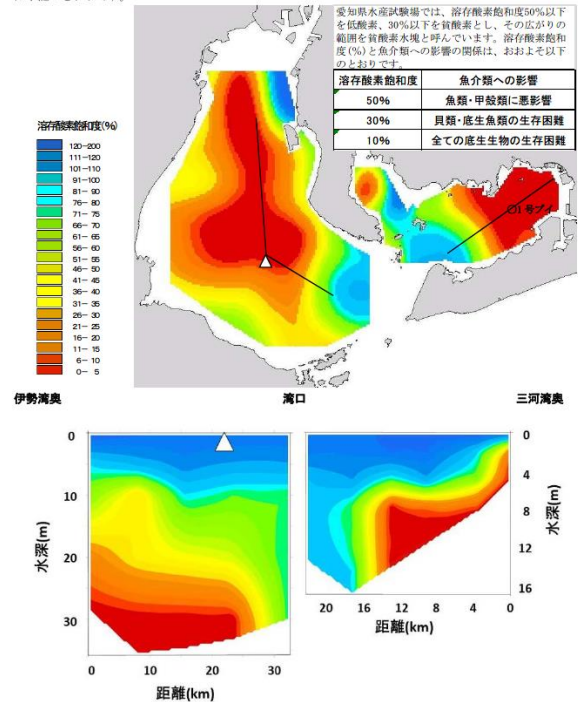 愛知県水産試験場では、溶存酸素飽和度50%以下
を低酸素、30%以下を貧酸素とし、その広がり
の範囲を貧酸素水塊と呼んでいます。溶存酸素
飽和度(%)と魚介類への影響の関係は、おおよそ以下
のとおりです。
溶存酸素飽和度 魚介類への影響
50% 魚類・甲殻類に悪影響
30% 貝類・底生魚類の生存困難
10% 全ての底生生物の生存困難
溶存酸素飽和度(%)
120-200
111-120
101-110
91-100
81- 90
76- 80
71- 75
66- 70
61- 65
56- 60
51- 55
46- 50
41- 45
36- 40
31- 35
26- 30
21- 25
16- 20
11- 15
6- 10
0- 5
1号ブイ
伊勢湾奥 湾口 三河湾奥
0
10
20
30
水深(m)
0 10 20 30
距離(km)
0
4
8
12
16
水深(m)
20 16 12 8 4 0
距離(km)